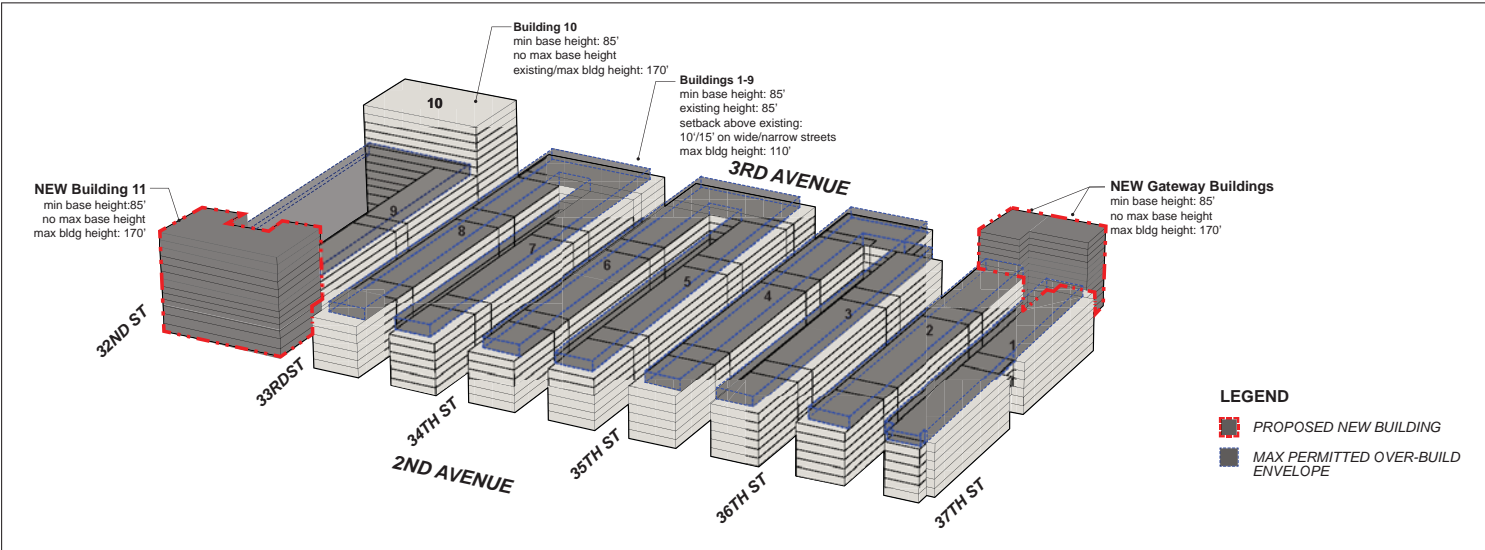 Building 10
min base height: 85'
no max base height
existing/max bldg height: 170'
Buildings 1-9
min base height: 85'
existing height: 85'
setback above existing:
10'/15' on wide/narrow streets
max bldg height: 110'
NEW Building 11
min base height:85'
no max base height
max bldg height: 170'
NEW Gateway Buildings
min base height: 85'
no max base height
max bldg height: 170'
3RD AVENUE
10
9
8
7
6
5
4
3
2
1
32ND ST
33RDST
34TH ST
2ND AVENUE
35TH ST
36TH ST
37TH ST
LEGEND
PROPOSED NEW BUILDING
MAX PERMITTED OVER-BUILD
ENVELOPE